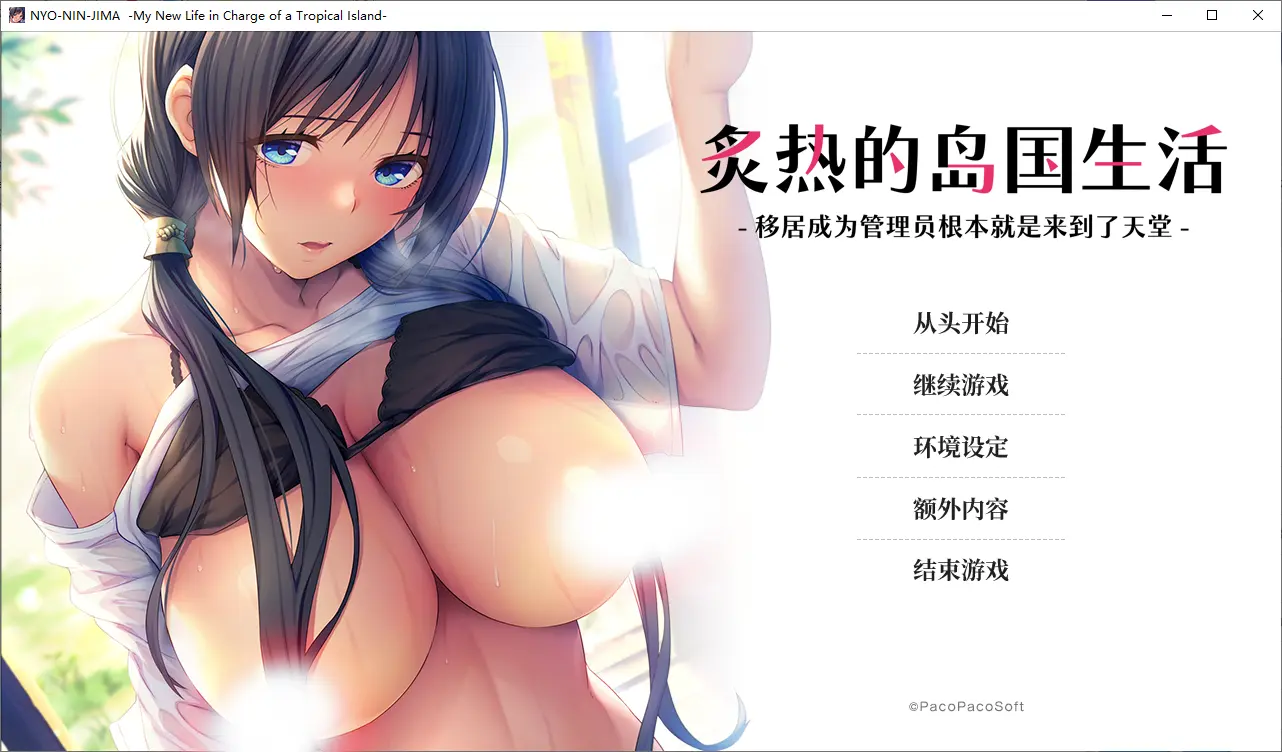 NYO-NIN-JIMA -My New Life in Charge of a Tropical Island-
炙热的岛国生活
- 移居成为管理员根本就是来到了天堂 -
从头开始
继续游戏
环境设定
额外内容
结束游戏
©PacoPacoSoft